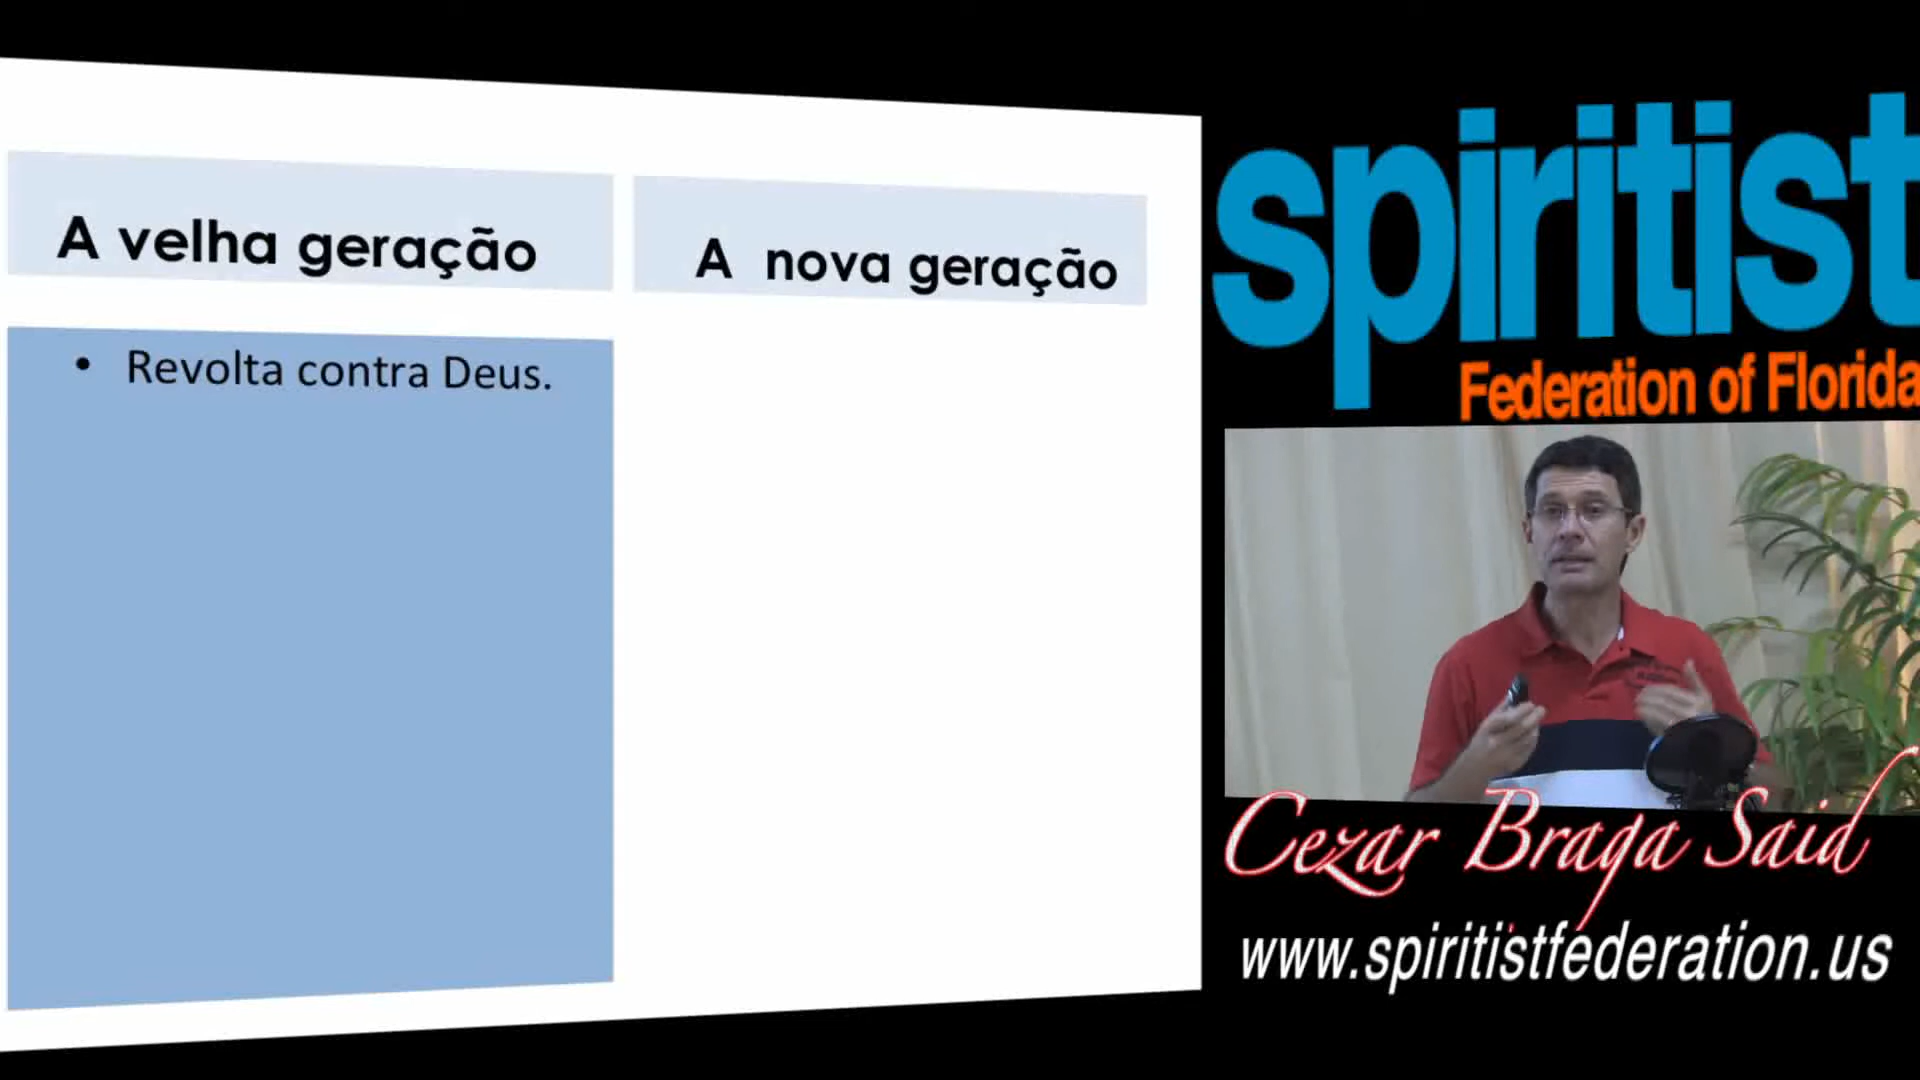 A velha geração
A nova geração
• Revolta contra Deus.
spiritist
Federation of Florida
Cezar Braga Said
www.spiritistfederation.us